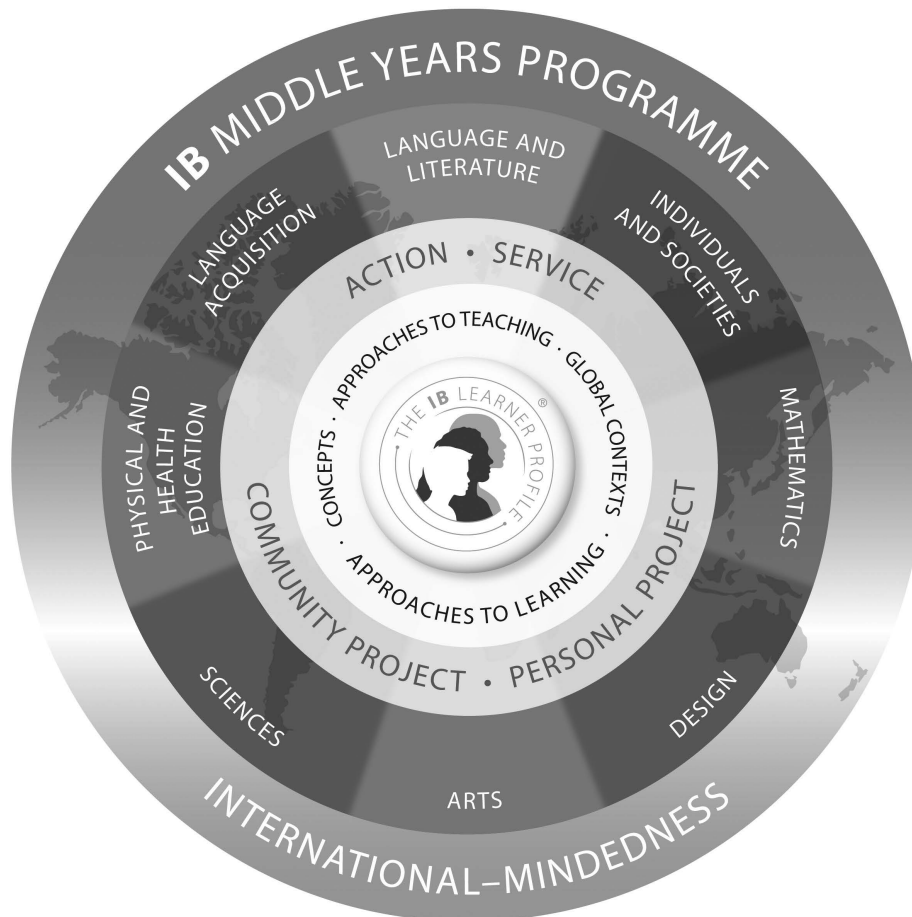 IB MIDDLE YEARS PROGRAMME
LANGUAGE AND
LITERATURE
INDIVIDUALS
AND SOCIETIES
MATHEMATICS
DESIGN
ARTS
SCIENCES
PHYSICAL AND
HEALTH
EDUCATION
LANGUAGE
ACQUISITION
ACTION • SERVICE
COMMUNITY PROJECT • PERSONAL PROJECT
APPROACHES TO TEACHING · GLOBAL CONTEXTS ·
APPROACHES TO LEARNING · CONCEPTS ·
• THE IB LEARNER PROFILE •
®
INTERNATIONAL–MINDEDNESS